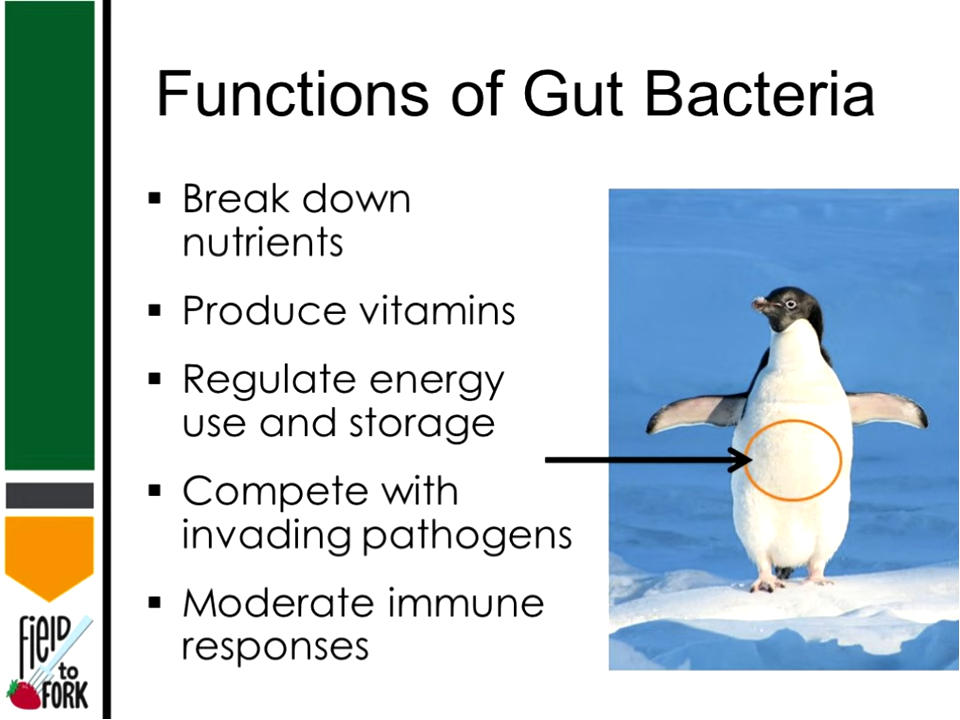 Functions of Gut Bacteria
Break down
nutrients
Produce vitamins
Regulate energy
use and storage
Compete with
invading pathogens
Moderate immune
responses
FiElD
to
FORK